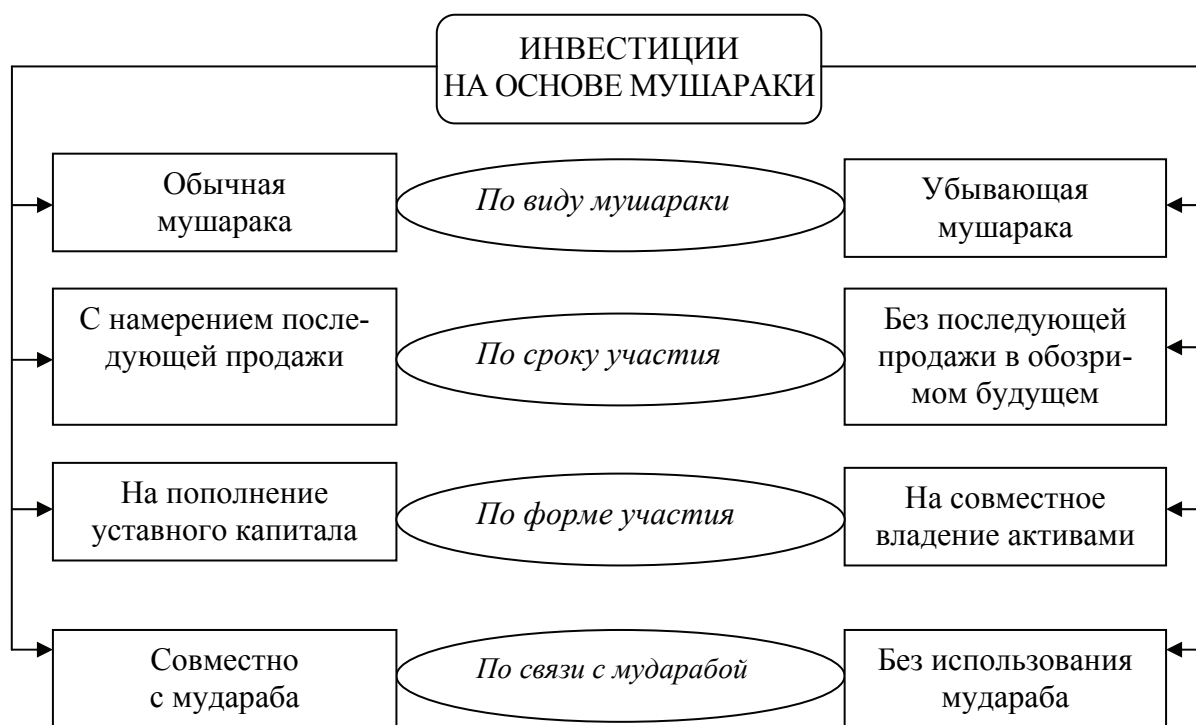 ИНВЕСТИЦИИ
НА ОСНОВЕ МУШАРАКИ
Обычная
мушарака
По виду мушараки
Убывающая
мушарака
С намерением после-
дующей продажи
По сроку участия
Без последующей
продажи в обозри-
мом будущем
На пополнение
уставного капитала
По форме участия
На совместное
владение активами
Совместно
с мудараба
По связи с мударабой
Без использования
мудараба